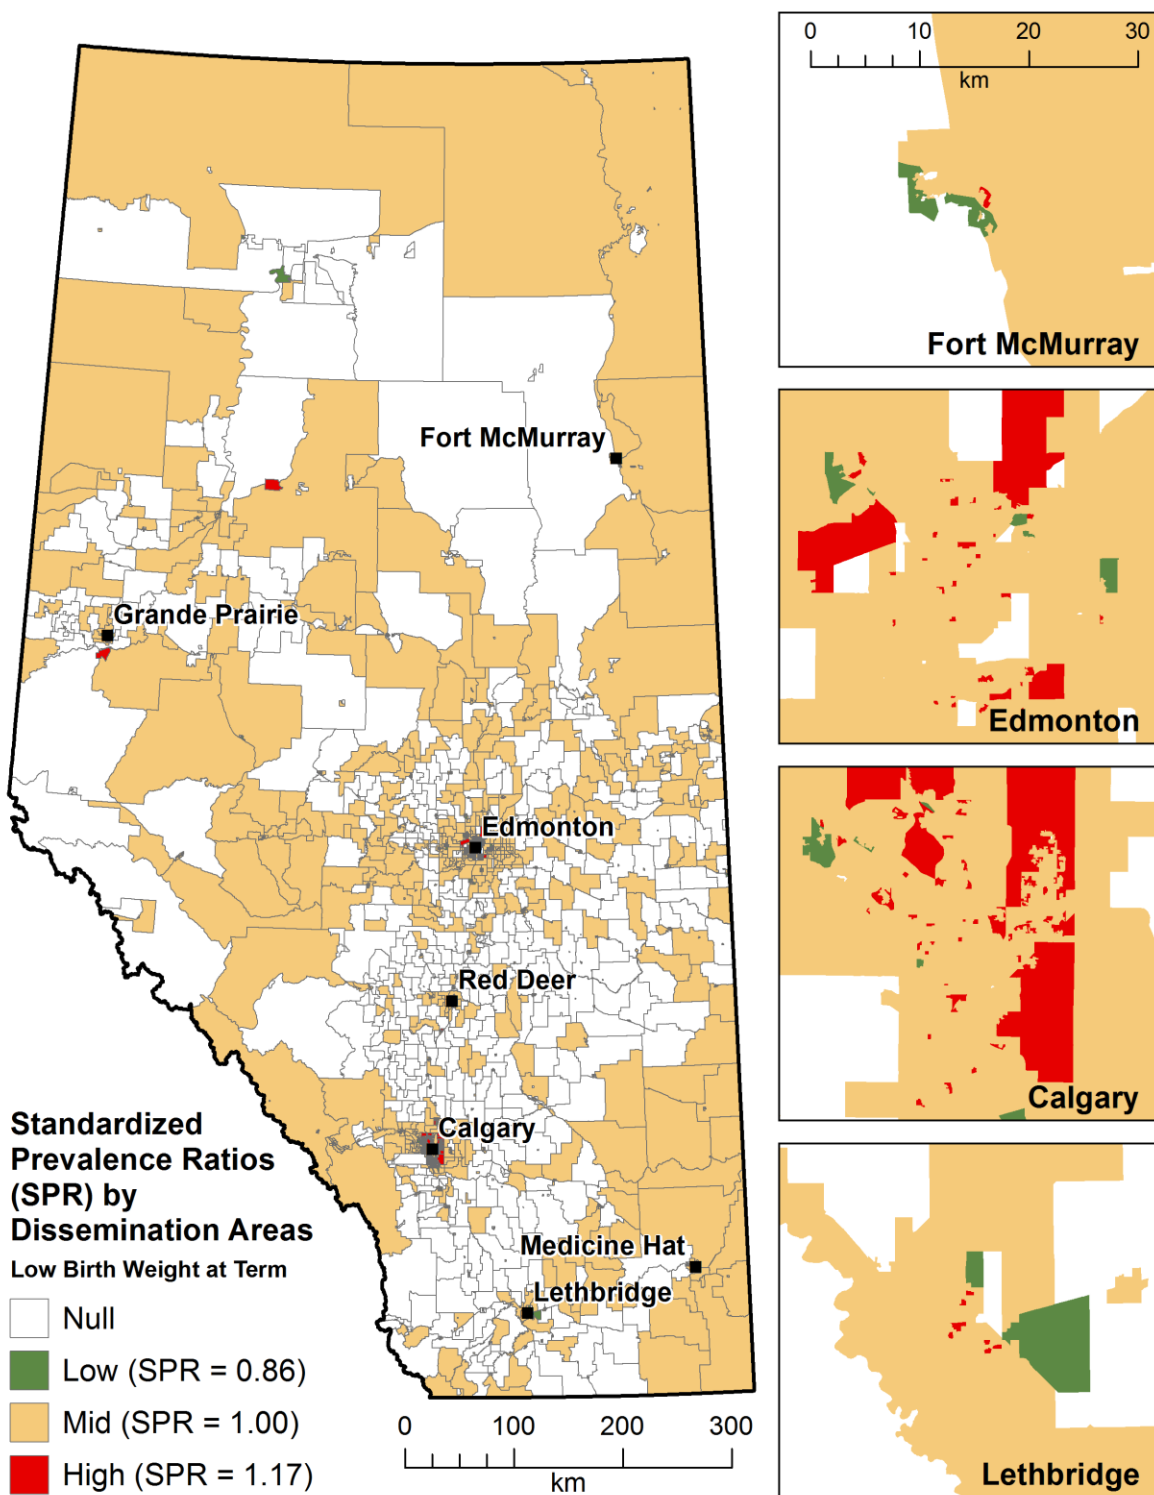 0 10 20 30
km
Fort McMurray
Fort McMurray
Grande Prairie
Edmonton
Edmonton
Red Deer
Calgary
Calgary
Medicine Hat
Lethbridge
Lethbridge
Standardized
Prevalence Ratios
(SPR) by
Dissemination Areas
Low Birth Weight at Term
Null
Low (SPR = 0.86)
Mid (SPR = 1.00)
High (SPR = 1.17)
0 100 200 300
km